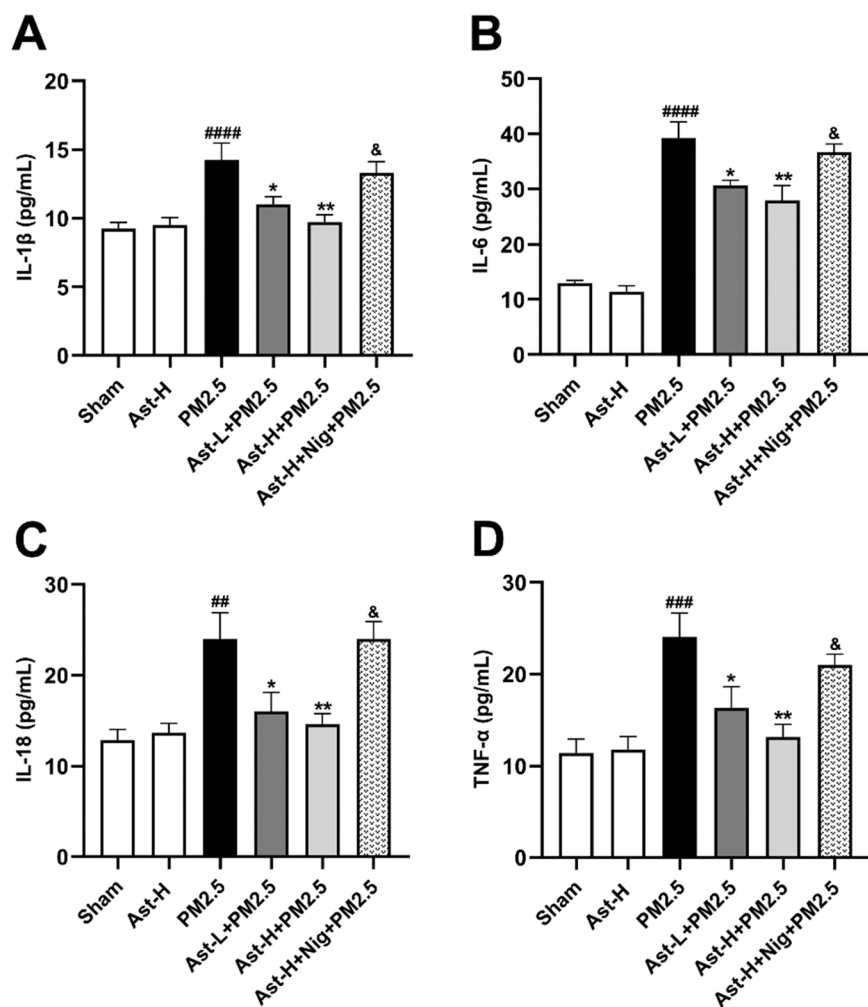 A
IL-1β (pg/mL)
20
15
10
5
0
####
*
**
&
Sham
Ast-H
PM2.5
Ast-L+PM2.5
Ast-H+PM2.5
Ast-H+Nig+PM2.5
B
IL-6 (pg/mL)
50
40
30
20
10
0
####
*
**
&
Sham
Ast-H
PM2.5
Ast-L+PM2.5
Ast-H+PM2.5
Ast-H+Nig+PM2.5
C
IL-18 (pg/mL)
30
20
10
0
##
*
**
&
Sham
Ast-H
PM2.5
Ast-L+PM2.5
Ast-H+PM2.5
Ast-H+Nig+PM2.5
D
TNF-α (pg/mL)
30
20
10
0
###
*
**
&
Sham
Ast-H
PM2.5
Ast-L+PM2.5
Ast-H+PM2.5
Ast-H+Nig+PM2.5